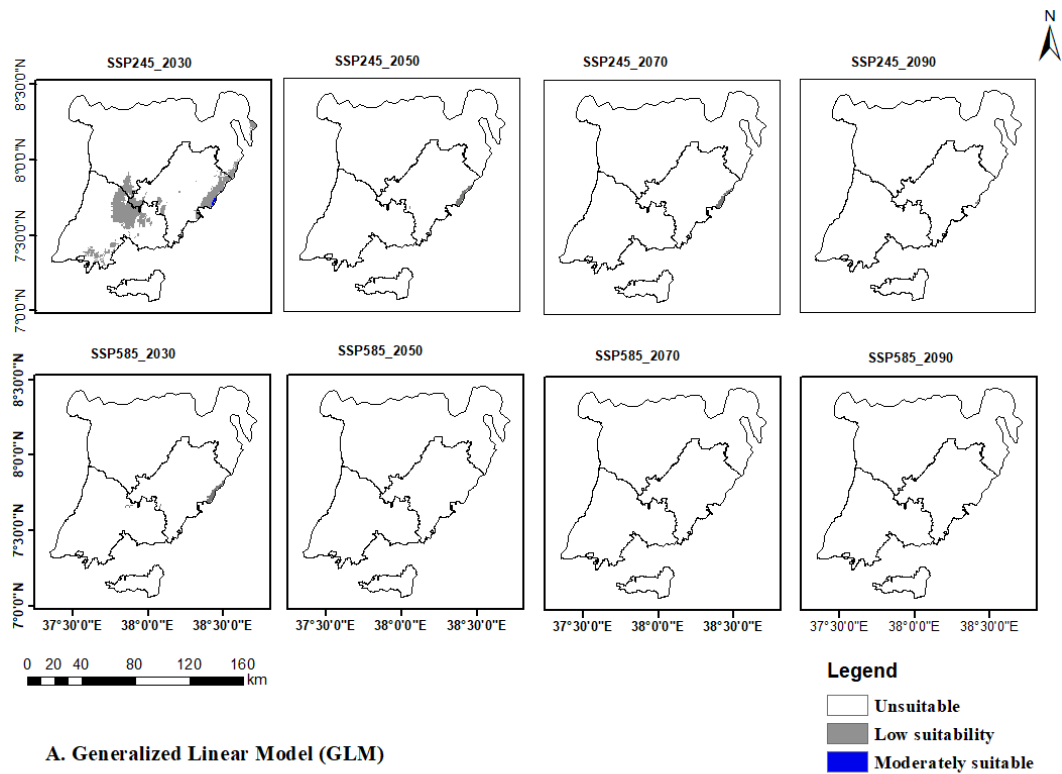 N
SSP245_2030
SSP245_2050
SSP245_2070
SSP245_2090
8°30'0"N
8°0'0"N
7°30'0"N
7°0'0"N
SSP585_2030
SSP585_2050
SSP585_2070
SSP585_2090
8°30'0"N
8°0'0"N
7°30'0"N
7°0'0"N
37°30'0"E 38°0'0"E 38°30'0"E
37°30'0"E 38°0'0"E 38°30'0"E
37°30'0"E 38°0'0"E 38°30'0"E
37°30'0"E 38°0'0"E 38°30'0"E
0 20 40 80 120 160
km
Legend
Unsuitable
Low suitability
Moderately suitable
A. Generalized Linear Model (GLM)